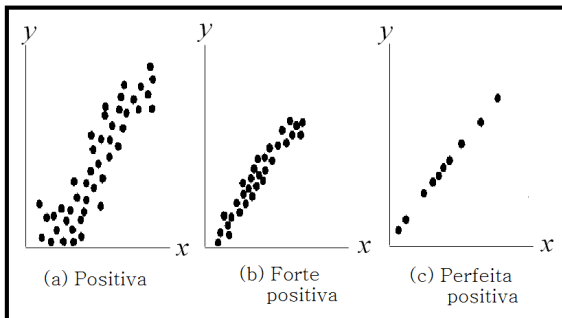 y
x
(a) Positiva
y
x
(b) Forte
positiva
y
x
(c) Perfeita
positiva